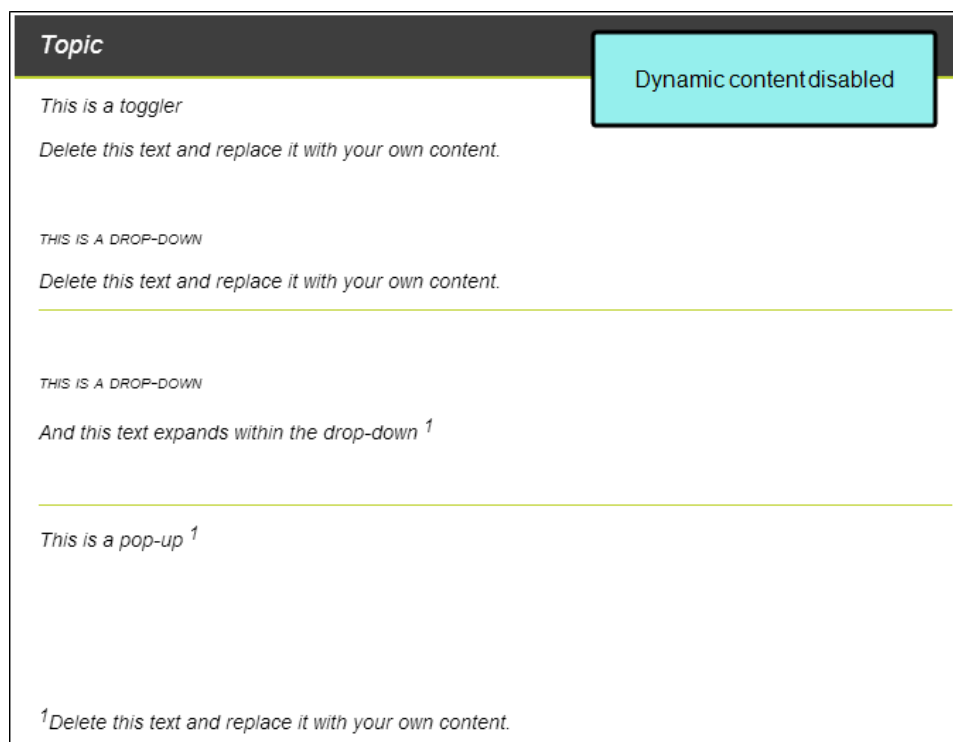 Topic
Dynamic content disabled
This is a toggler
Delete this text and replace it with your own content.
THIS IS A DROP-DOWN
Delete this text and replace it with your own content.
THIS IS A DROP-DOWN
And this text expands within the drop-down 1
This is a pop-up 1
1Delete this text and replace it with your own content.